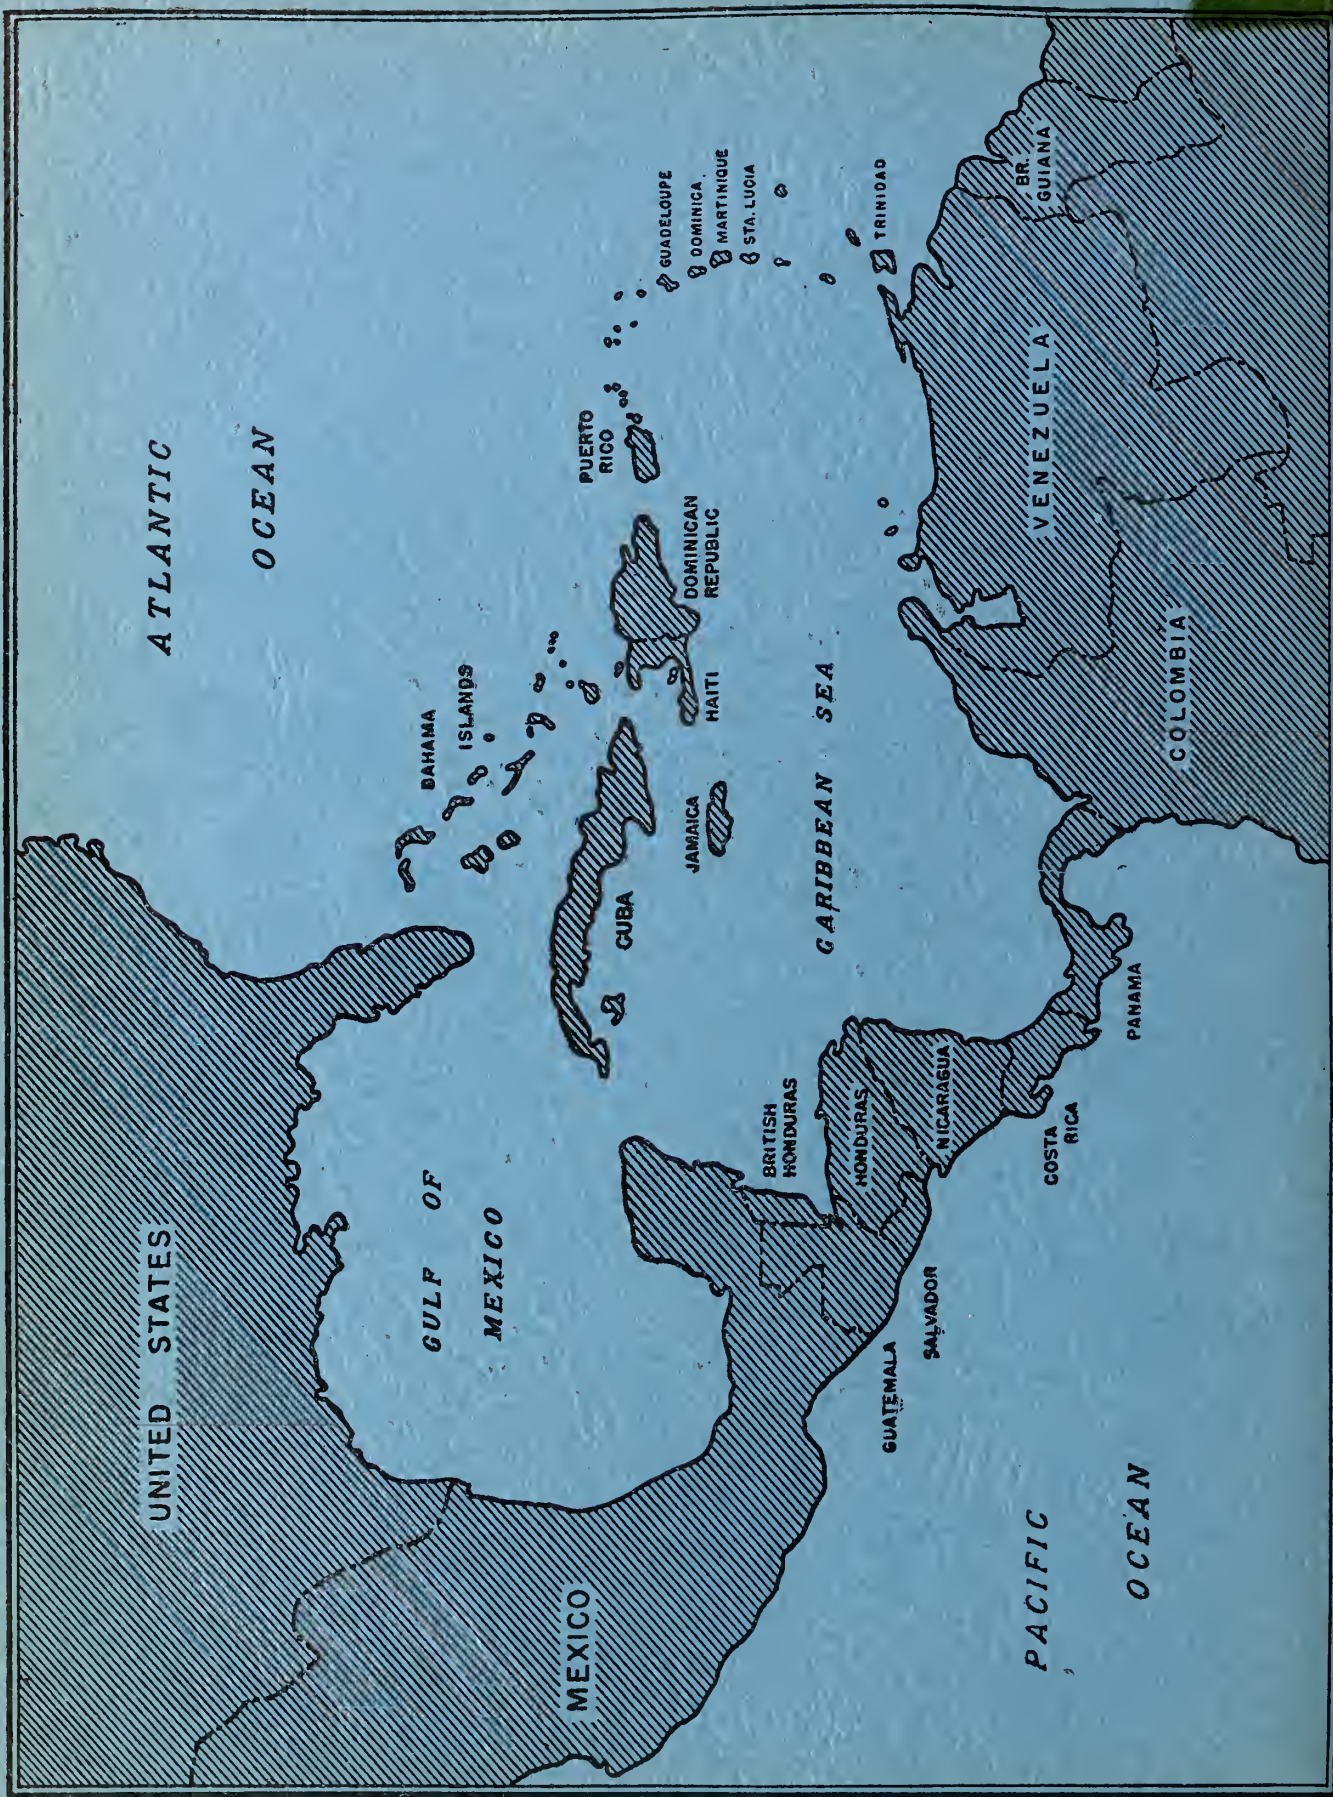 ATLANTIC
OCEAN
UNITED STATES
BAHAMA
ISLANDS
GULF OF
MEXICO
PUERTO
RICO
CUBA
GUADELOUPE
DOMINICA
MARTINIQUE
STA. LUCIA
DOMINICAN
REPUBLIC
HAITI
JAMAICA
MEXICO
BRITISH
HONDURAS
CARIBBEAN SEA
TRINIDAD
HONDURAS
NICARAGUA
GUATEMALA
SALVADOR
BR.
GUIANA
VENEZUELA
COSTA
RICA
PANAMA
COLOMBIA
PACIFIC
OCEAN